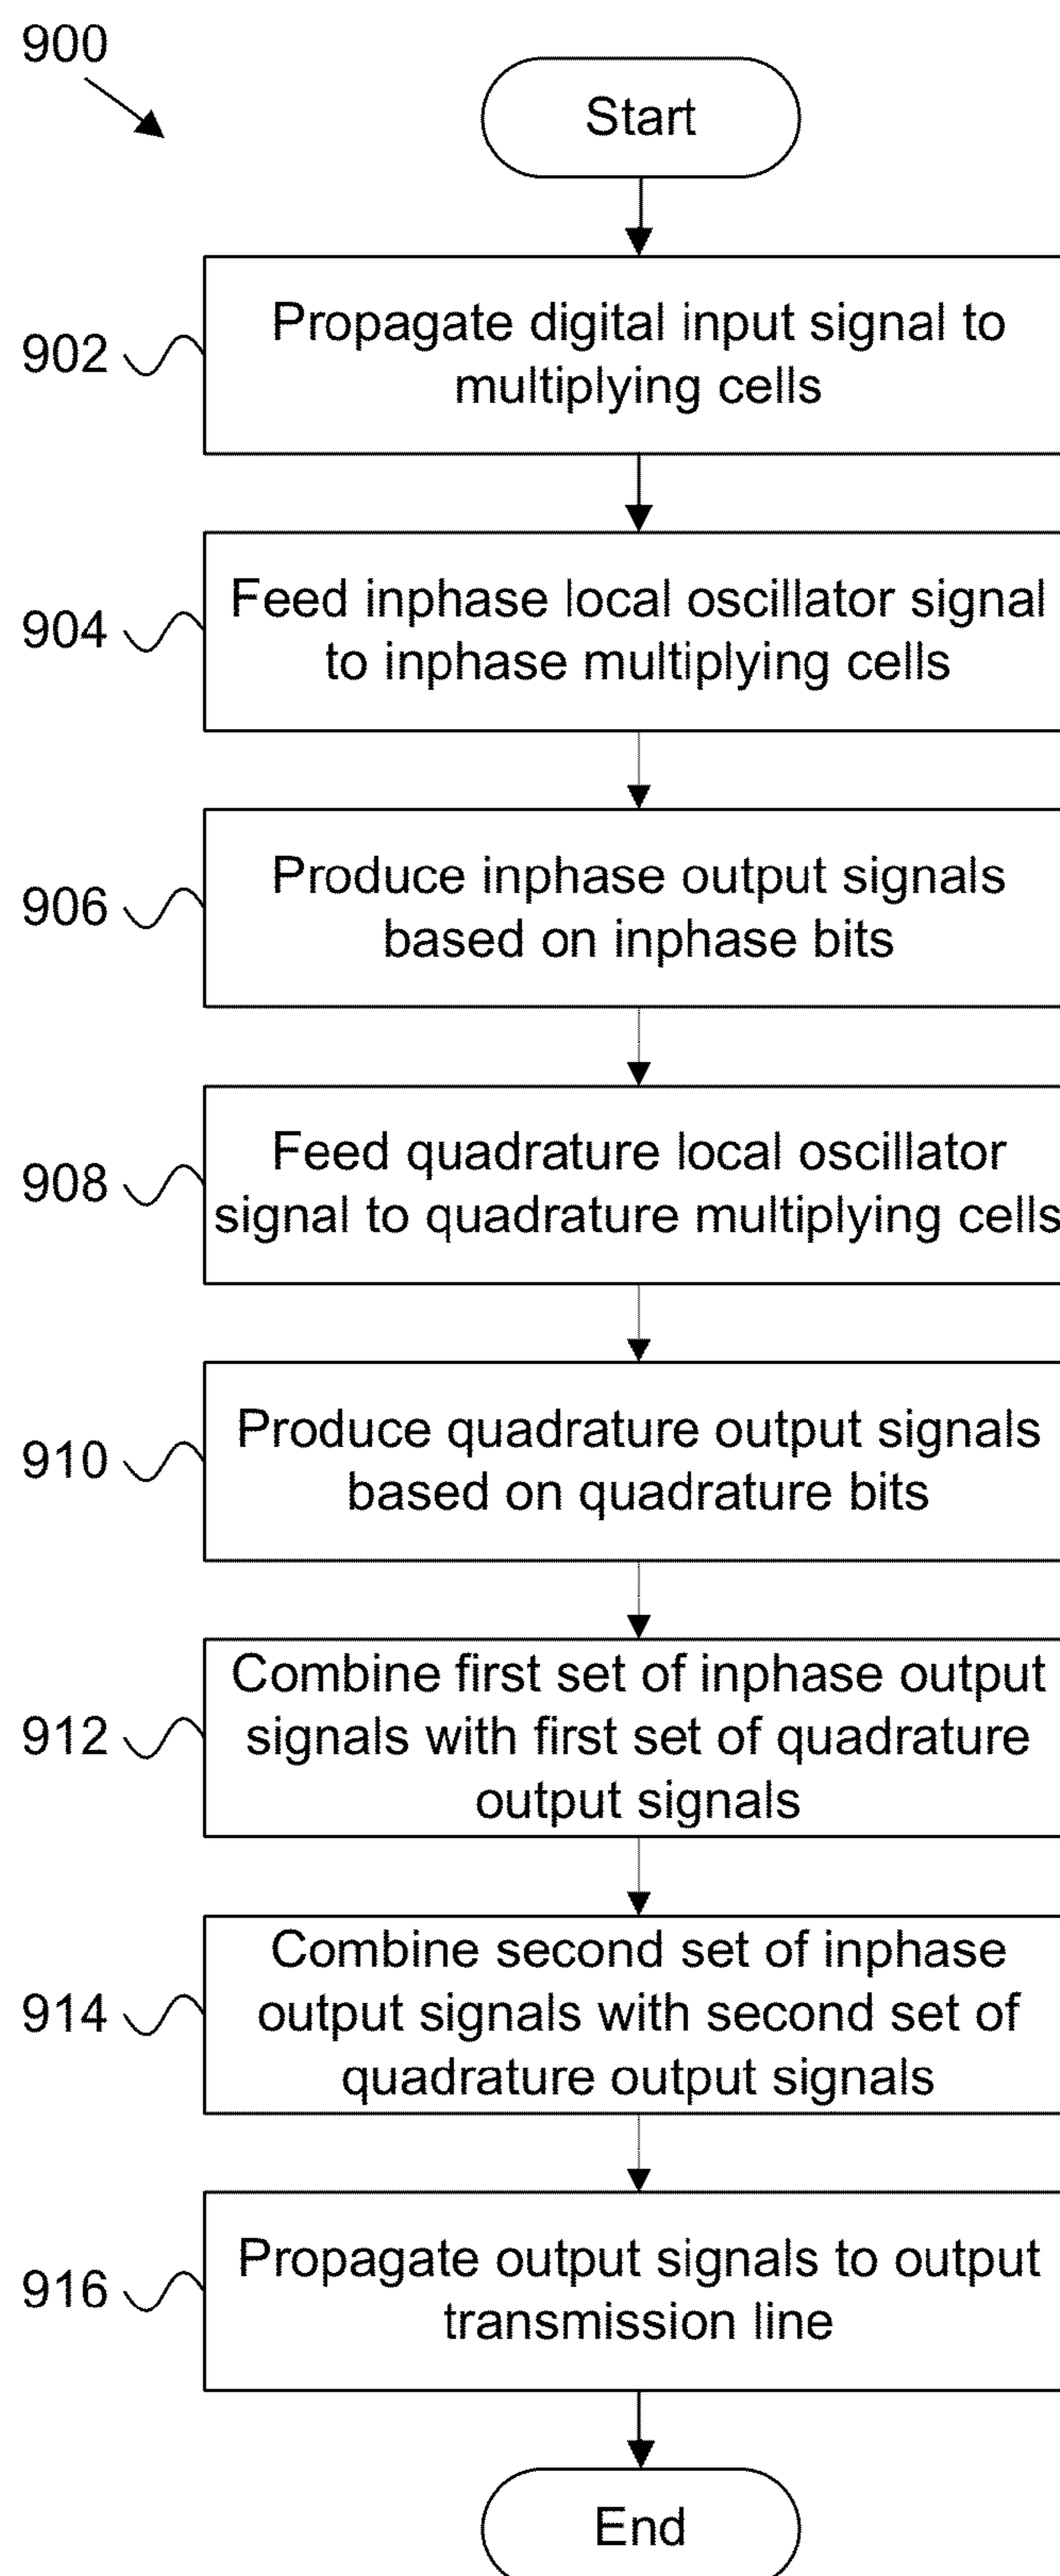 900
Start
902
Propagate digital input signal to
multiplying cells
904
Feed inphase local oscillator signal
to inphase multiplying cells
906
Produce inphase output signals
based on inphase bits
908
Feed quadrature local oscillator
signal to quadrature multiplying cells
910
Produce quadrature output signals
based on quadrature bits
912
Combine first set of inphase output
signals with first set of quadrature
output signals
914
Combine second set of inphase
output signals with second set of
quadrature output signals
916
Propagate output signals to output
transmission line
End